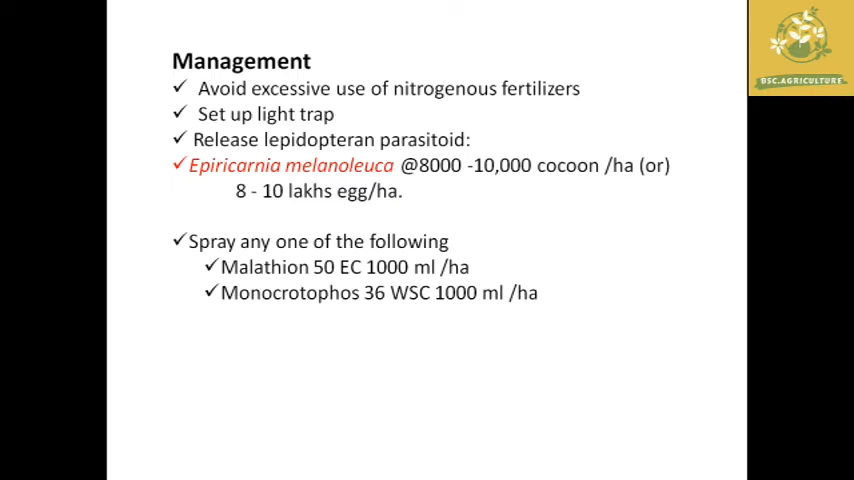 Management
✓ Avoid excessive use of nitrogenous fertilizers
✓ Set up light trap
✓ Release lepidopteran parasitoid:
✓Epiricarnia melanoleuca @8000 -10,000 cocoon /ha (or)
8 - 10 lakhs egg/ha.
✓Spray any one of the following
✓Malathion 50 EC 1000 ml /ha
✓Monocrotophos 36 WSC 1000 ml /ha
BSC.AGRICULTURE